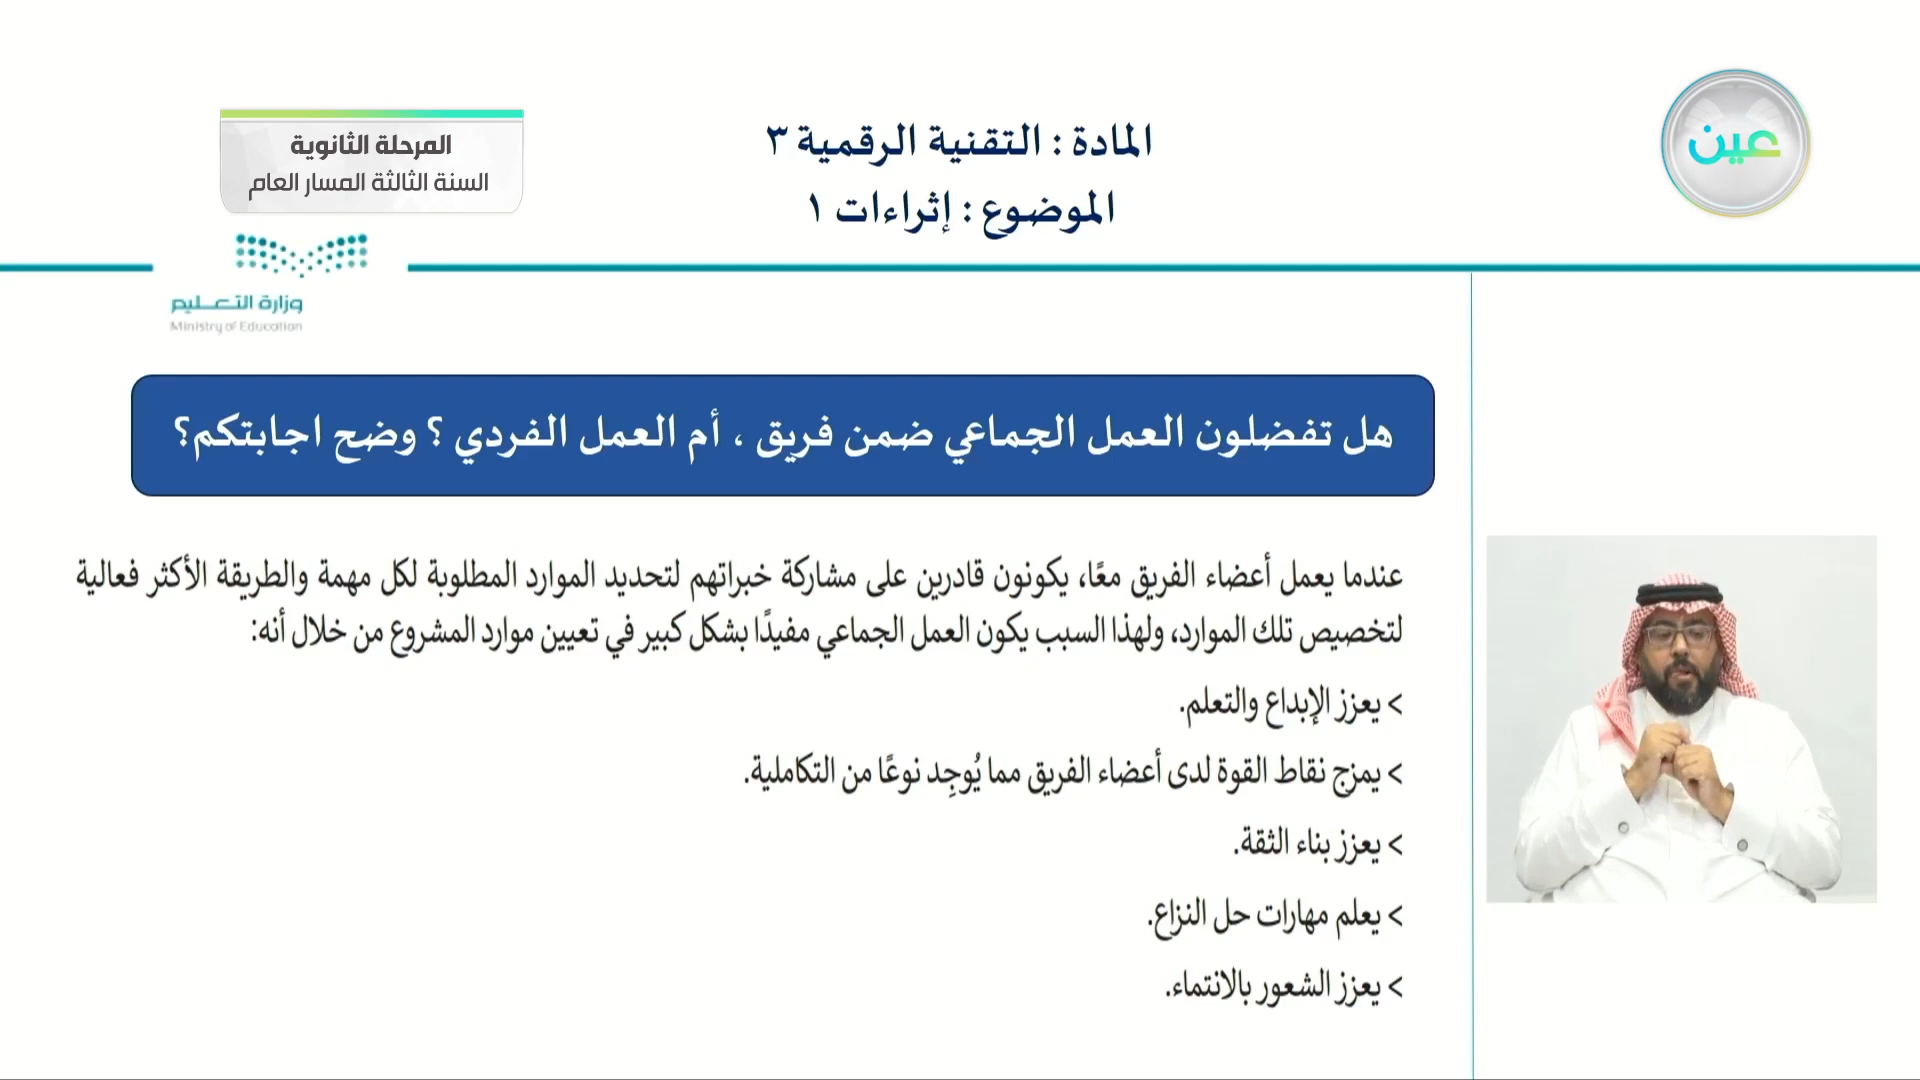 عين
المادة : التقنية الرقمية ٣
الموضوع : إثراءات ١
المرحلة الثانوية
السنة الثالثة المسار العام
وزارة التعليم
Ministry of Education
هل تفضلون العمل الجماعي ضمن فريق ، أم العمل الفردي ؟ وضح اجابتكم؟
عندما يعمل أعضاء الفريق معًا، يكونون قادرين على مشاركة خبراتهم لتحديد الموارد المطلوبة لكل مهمة والطريقة الأكثر فعالية
لتخصيص تلك الموارد، ولهذا السبب يكون العمل الجماعي مفيدًا بشكل كبير في تعيين موارد المشروع من خلال أنه:
> يعزز الإبداع والتعلم.
> يمزج نقاط القوة لدى أعضاء الفريق مما يُوجِد نوعًا من التكاملية.
> يعزز بناء الثقة.
> يعلم مهارات حل النزاع.
> يعزز الشعور بالانتماء.